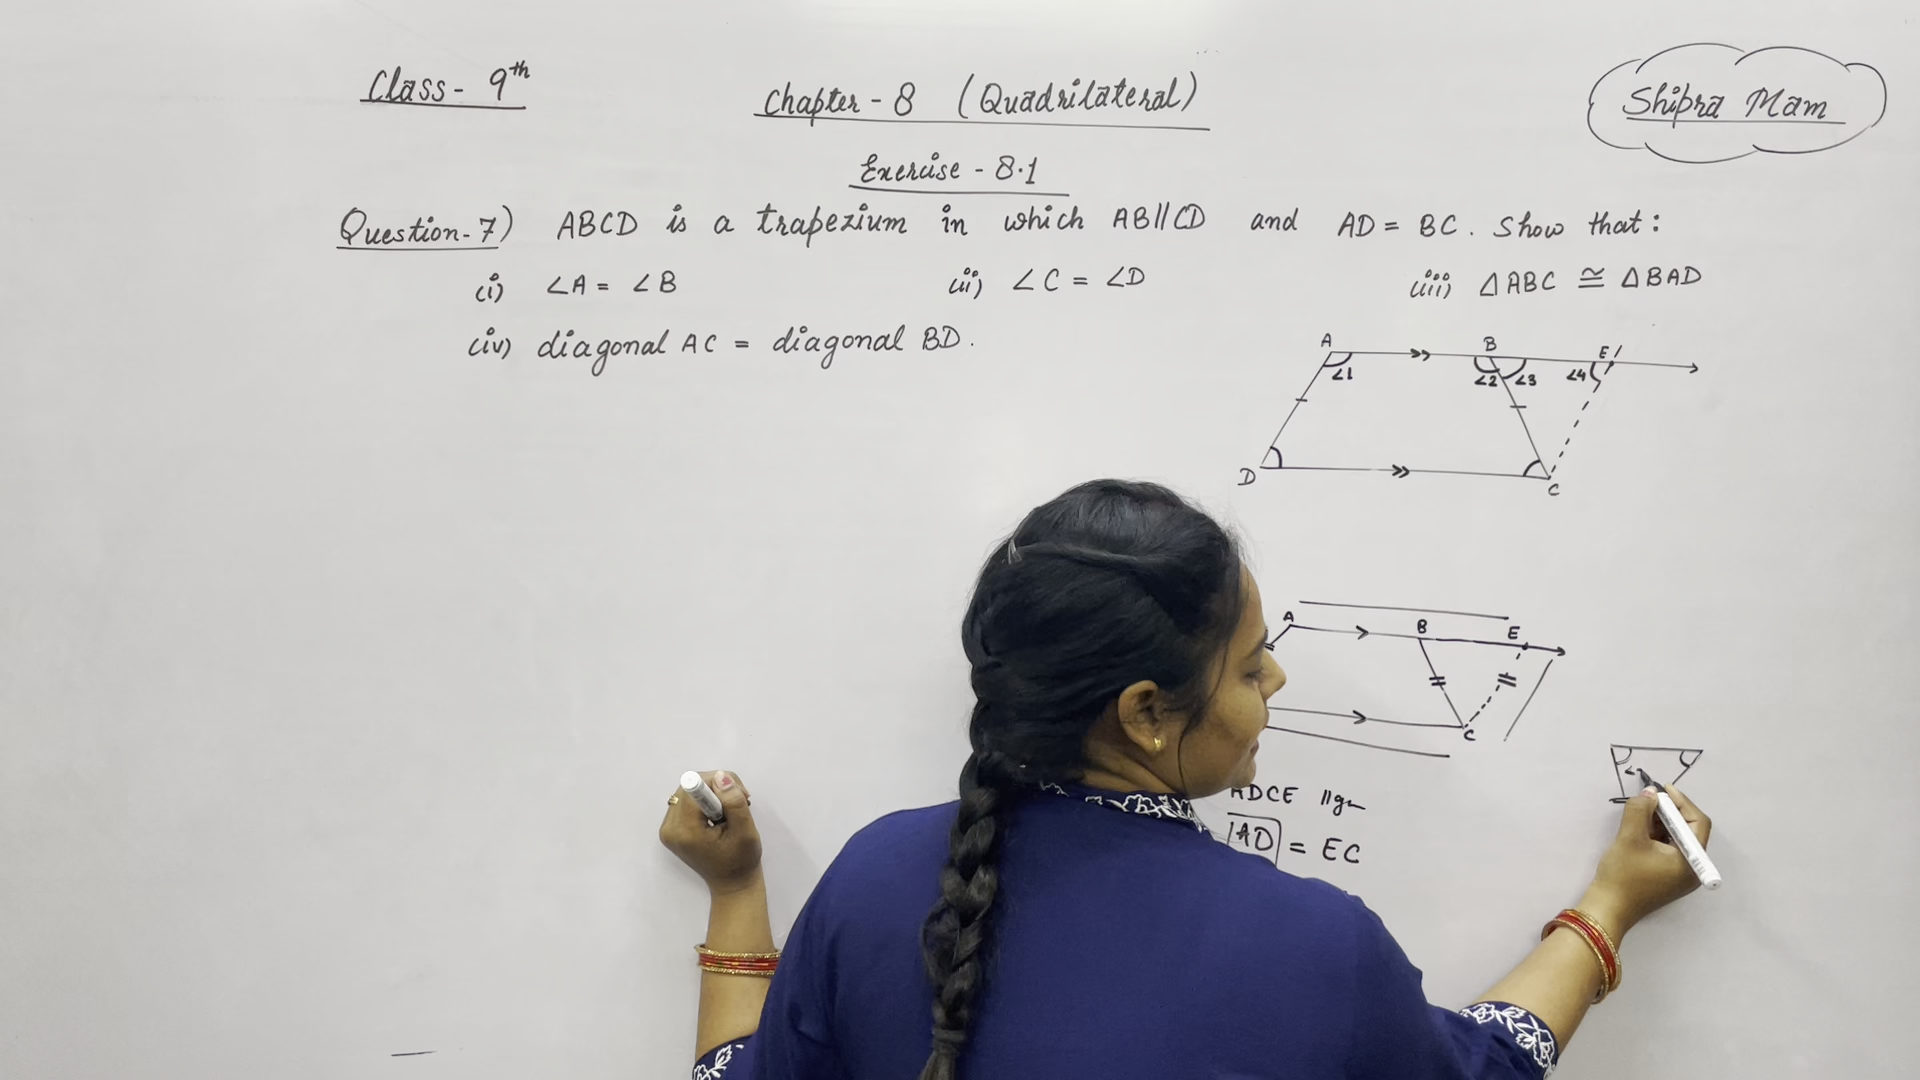 Class- 9th
Chapter - 8 (Quadrilateral)
Shipra Mam
Exercise - 8.1
Question-7) ABCD is a trapezium in which AB||CD and AD = BC. Show that:
(i) ∠A = ∠B (ii) ∠C = ∠D (iii) △ABC ≅ △BAD
(iv) diagonal AC = diagonal BD.
A B E
∠1 ∠2 ∠3 ∠4
D C
A B E
C
ADCE ||gm
AD = EC